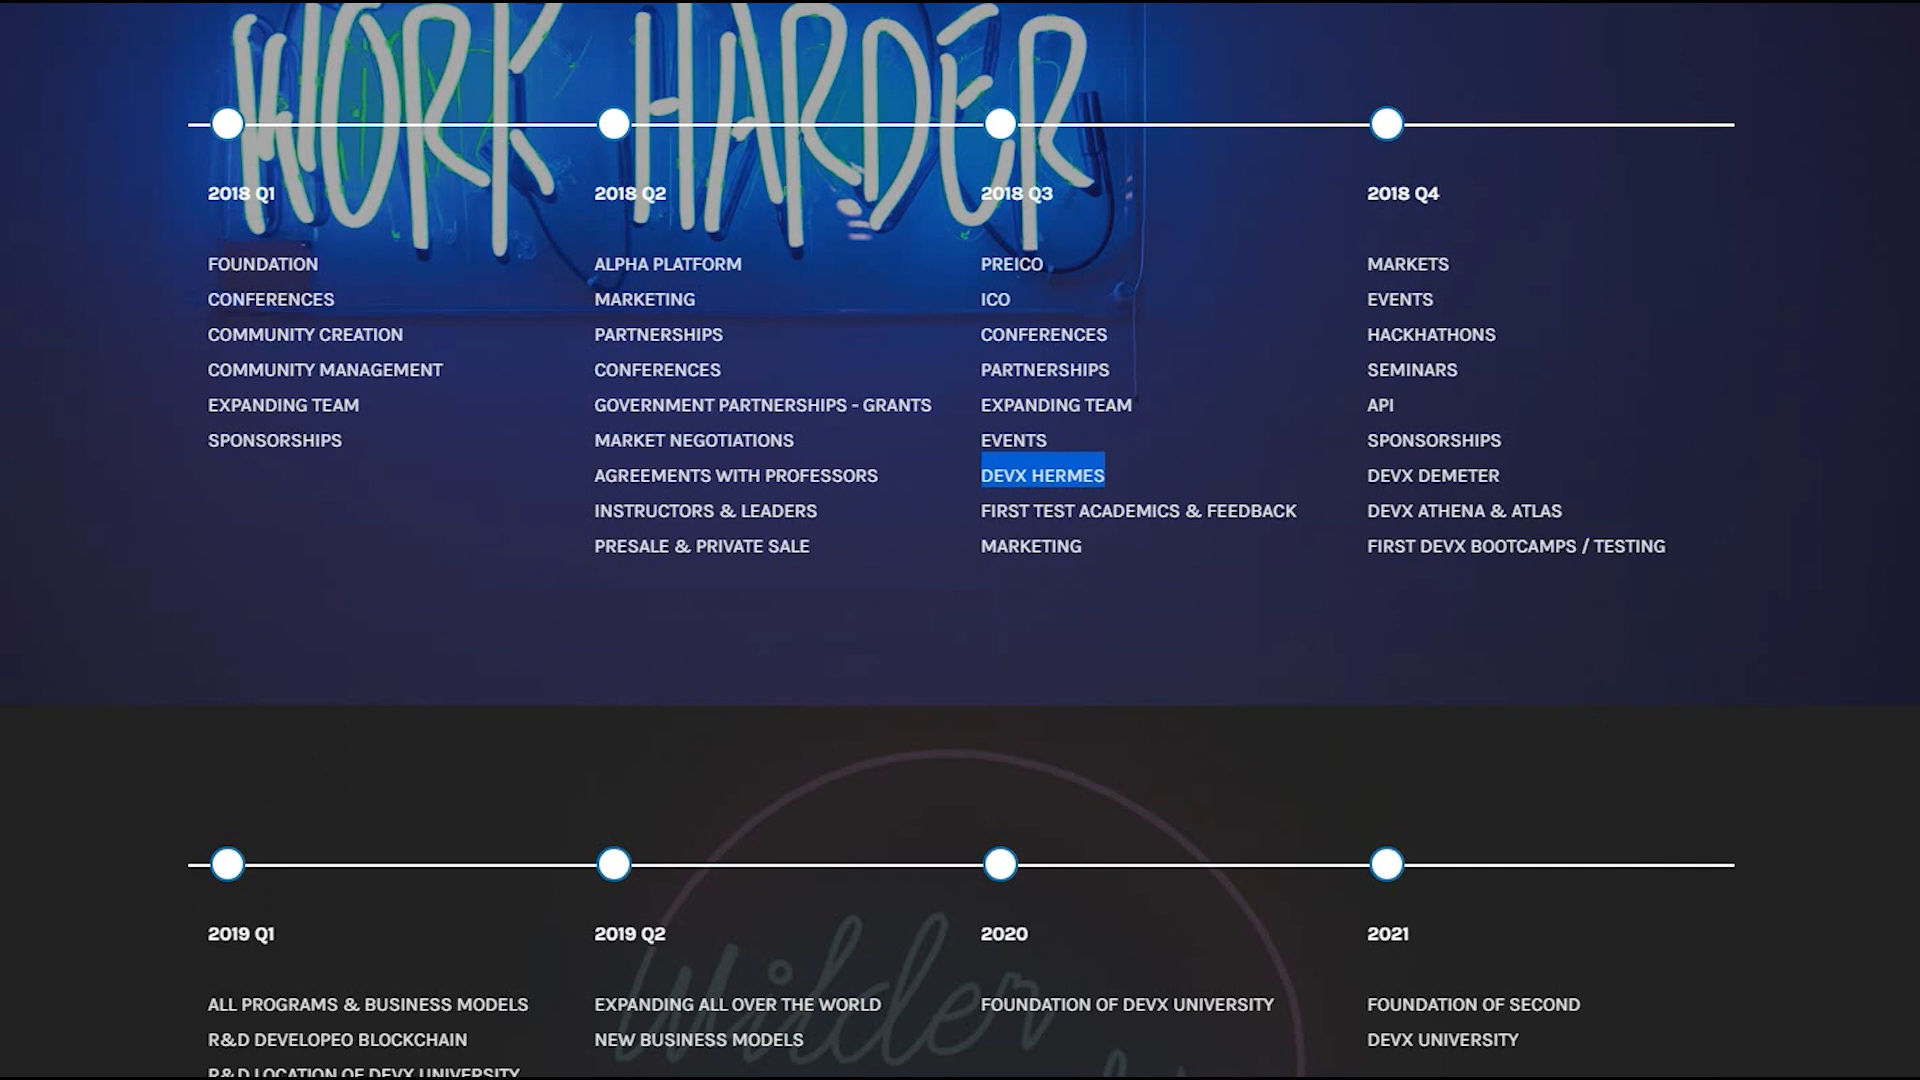 WORK HARDER
2018 Q1
FOUNDATION
CONFERENCES
COMMUNITY CREATION
COMMUNITY MANAGEMENT
EXPANDING TEAM
SPONSORSHIPS
2018 Q2
ALPHA PLATFORM
MARKETING
PARTNERSHIPS
CONFERENCES
GOVERNMENT PARTNERSHIPS - GRANTS
MARKET NEGOTIATIONS
AGREEMENTS WITH PROFESSORS
INSTRUCTORS & LEADERS
PRESALE & PRIVATE SALE
2018 Q3
PREICO
ICO
CONFERENCES
PARTNERSHIPS
EXPANDING TEAM
EVENTS
DEVX HERMES
FIRST TEST ACADEMICS & FEEDBACK
MARKETING
2018 Q4
MARKETS
EVENTS
HACKHATHONS
SEMINARS
API
SPONSORSHIPS
DEVX DEMETER
DEVX ATHENA & ATLAS
FIRST DEVX BOOTCAMPS / TESTING
Wilder
2019 Q1
ALL PROGRAMS & BUSINESS MODELS
R&D DEVELOPEO BLOCKCHAIN
R&D LOCATION OF DEVX UNIVERSITY
2019 Q2
EXPANDING ALL OVER THE WORLD
NEW BUSINESS MODELS
2020
FOUNDATION OF DEVX UNIVERSITY
2021
FOUNDATION OF SECOND
DEVX UNIVERSITY